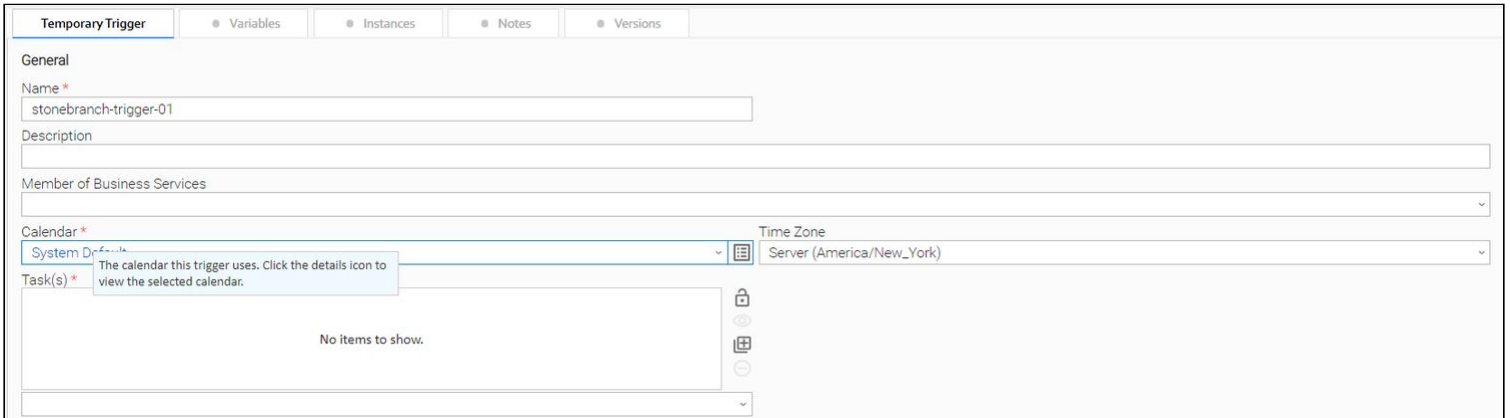 Temporary Trigger Variables Instances Notes Versions
General
Name *
stonebranch-trigger-01
Description
Member of Business Services
Calendar * Time Zone
System Default Server (America/New_York)
The calendar this trigger uses. Click the details icon to
view the selected calendar.
Task(s) *
No items to show.